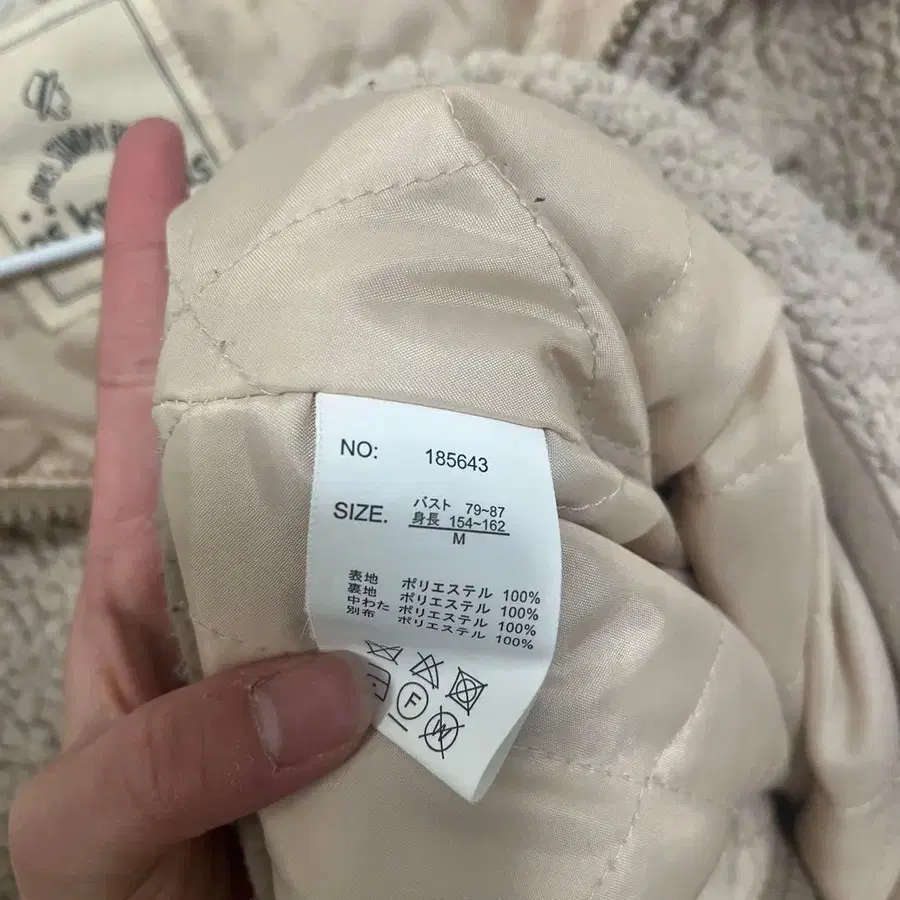 NO: 185643
SIZE. バスト 79~87
身長 154~162
M
表地 ポリエステル 100%
裏地 ポリエステル 100%
中わた ポリエステル 100%
別布 ポリエステル 100%
F
W